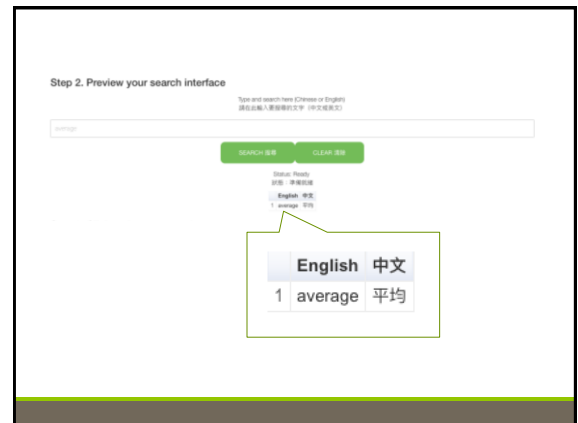 Step 2. Preview your search interface
Type and search here (Chinese or English)
請在此輸入要搜尋的文字（中文或英文）
average
SEARCH 搜尋 CLEAR 清除
Status: Ready
狀態：準備就緒
English 中文
1 average 平均
English 中文
1 average 平均